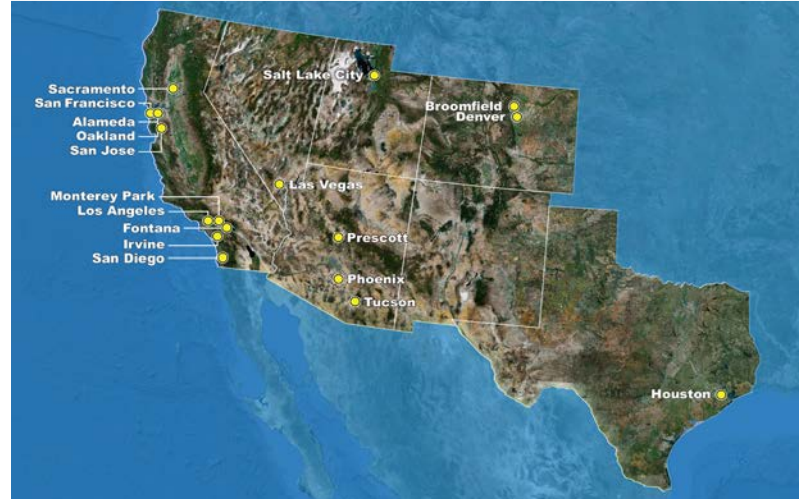 Salt Lake City
Sacramento
San Francisco
Alameda
Oakland
San Jose
Broomfield
Denver
Las Vegas
Monterey Park
Los Angeles
Fontana
Irvine
San Diego
Prescott
Phoenix
Tucson
Houston